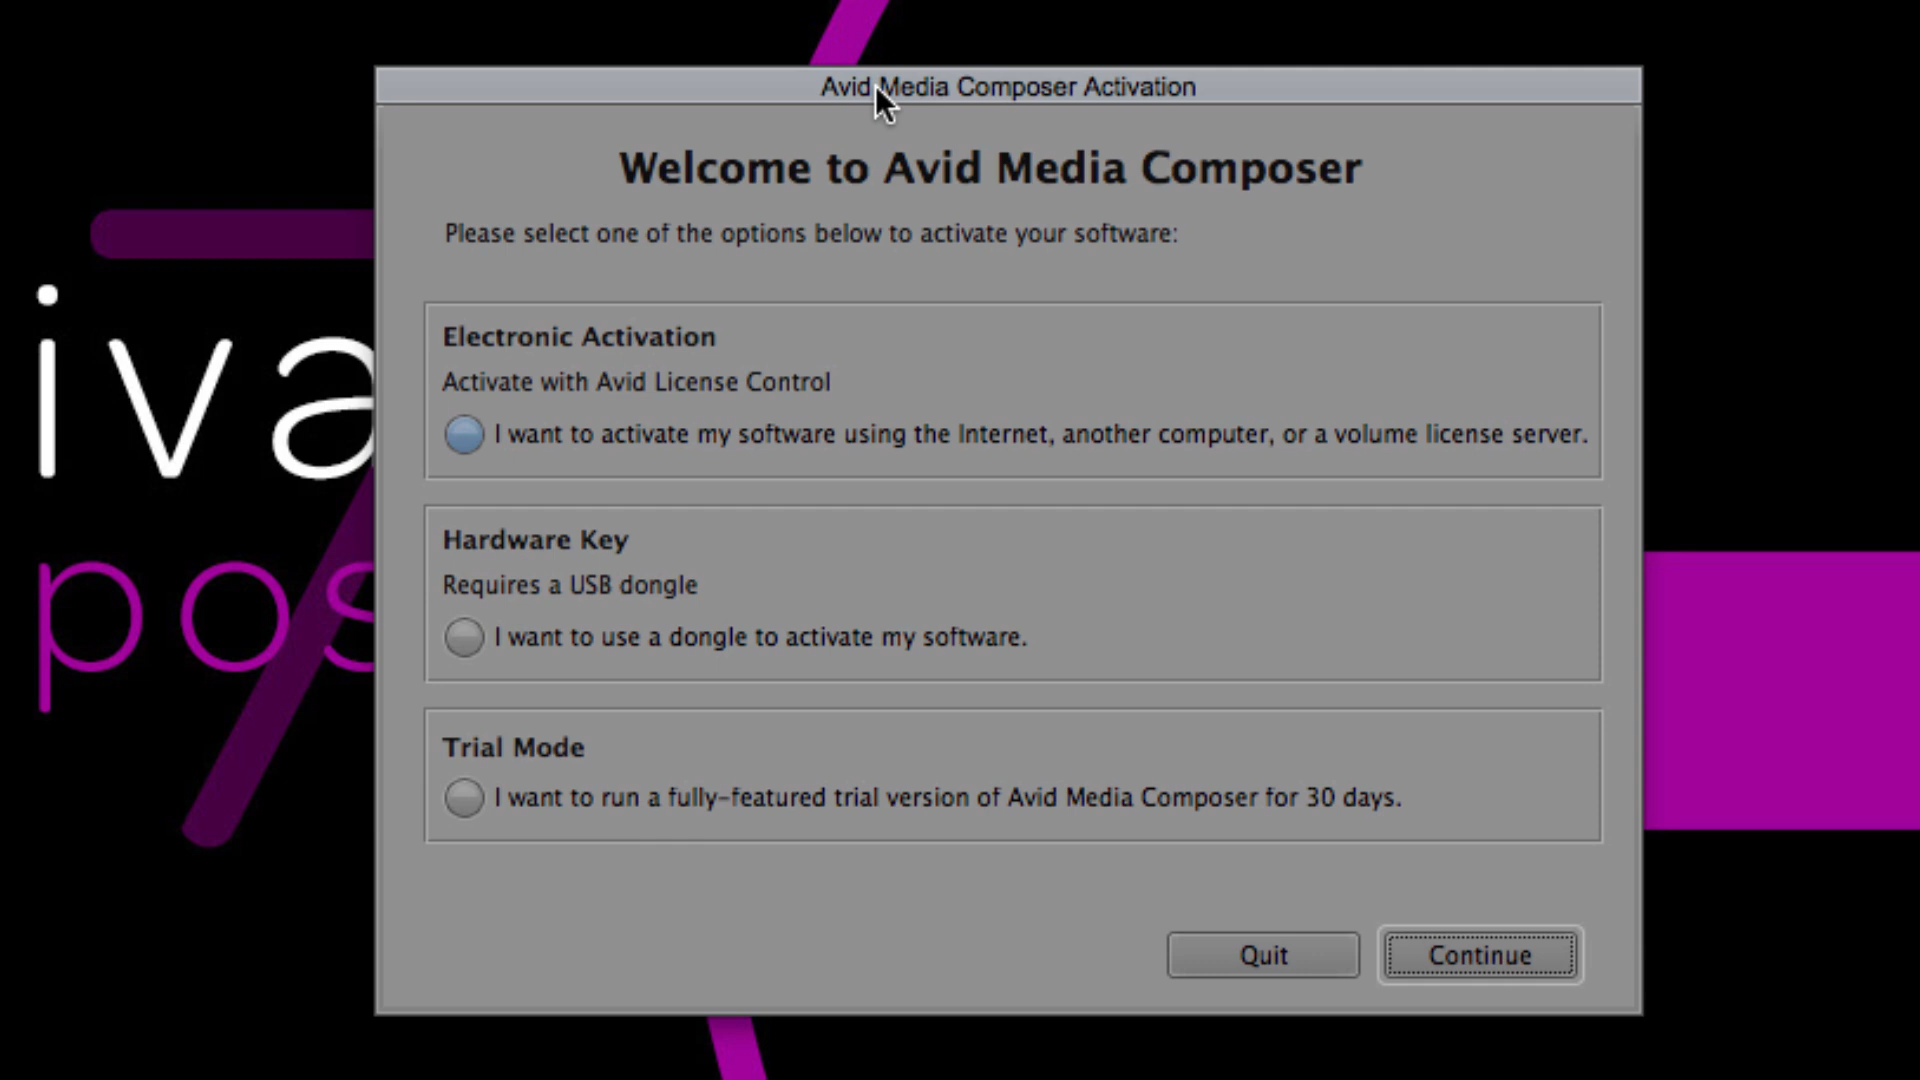 Avid Media Composer Activation
Welcome to Avid Media Composer
Please select one of the options below to activate your software:
Electronic Activation
Activate with Avid License Control
I want to activate my software using the Internet, another computer, or a volume license server.
Hardware Key
Requires a USB dongle
I want to use a dongle to activate my software.
Trial Mode
I want to run a fully-featured trial version of Avid Media Composer for 30 days.
Quit
Continue
iva
pos